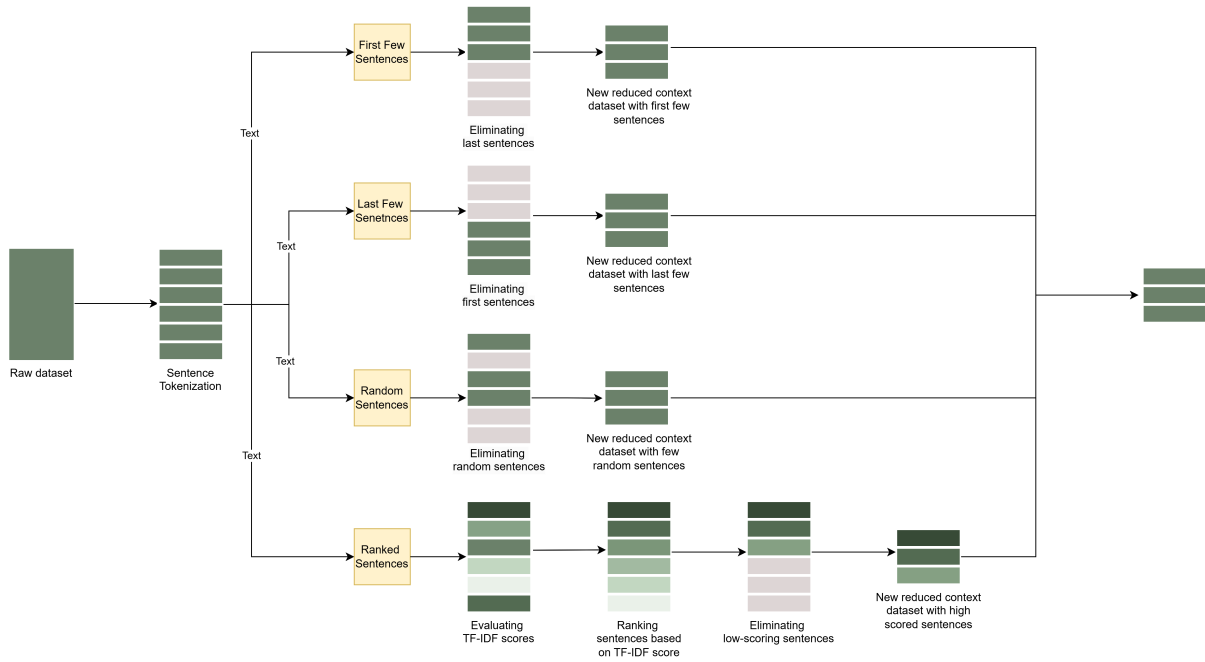 First Few
Sentences
Eliminating
last sentences
New reduced context
dataset with first few
sentences
Text
Last Few
Senetnces
Eliminating
first sentences
New reduced context
dataset with last few
sentences
Text
Raw dataset
Sentence
Tokenization
Text
Random
Sentences
Eliminating
random sentences
New reduced context
dataset with few
random sentences
Text
Ranked
Sentences
Evaluating
TF-IDF scores
Ranking
sentences based
on TF-IDF score
Eliminating
low-scoring sentences
New reduced context
dataset with high
scored sentences